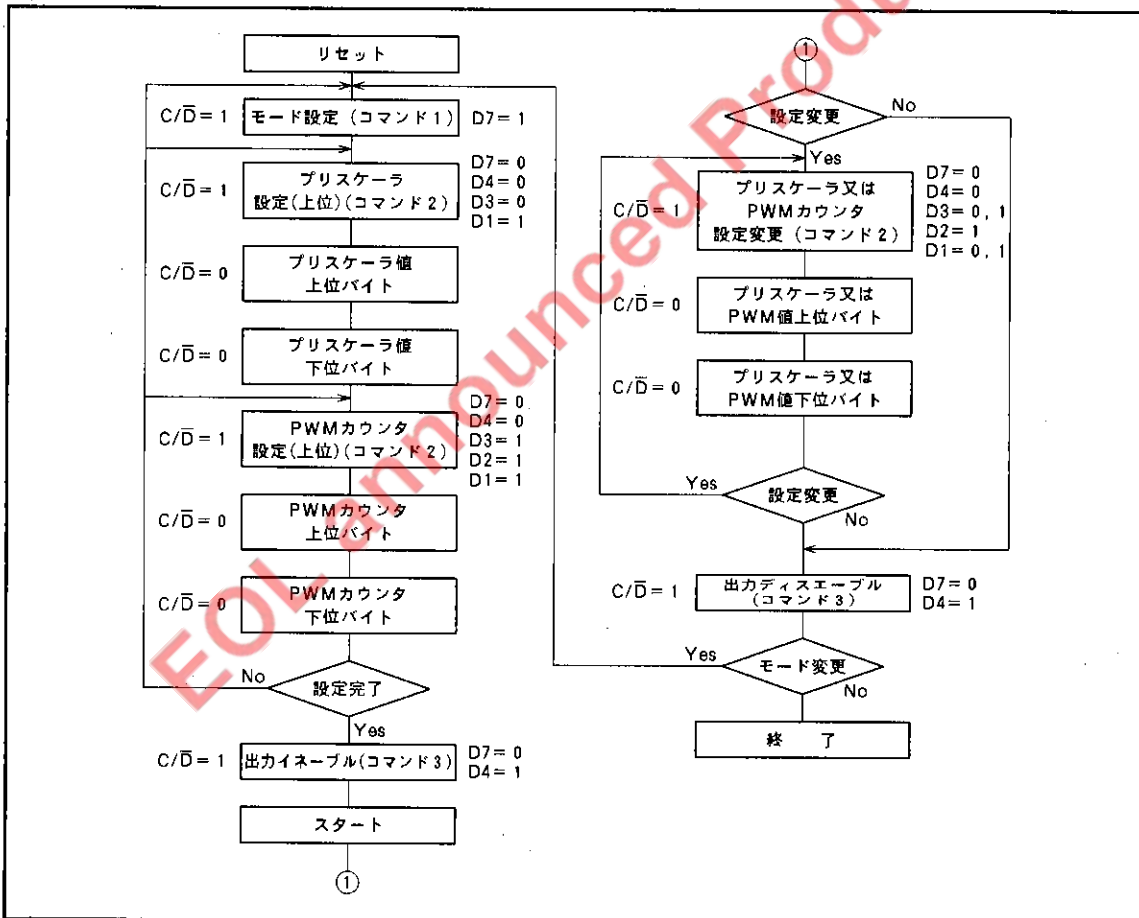 リセット
C/D̅ = 1 モード設定 (コマンド1) D7 = 1
C/D̅ = 1
プリスケーラ
設定(上位)(コマンド2)
D7 = 0
D4 = 0
D3 = 0
D1 = 1
C/D̅ = 0
プリスケーラ値
上位バイト
C/D̅ = 0
プリスケーラ値
下位バイト
C/D̅ = 1
PWMカウンタ
設定(上位)(コマンド2)
D7 = 0
D4 = 0
D3 = 1
D2 = 1
D1 = 1
C/D̅ = 0
PWMカウンタ
上位バイト
C/D̅ = 0
PWMカウンタ
下位バイト
No
設定完了
Yes
C/D̅ = 1 出力イネーブル(コマンド3)
D7 = 0
D4 = 1
スタート
①
①
設定変更
No
Yes
C/D̅ = 1
プリスケーラ又は
PWMカウンタ
設定変更 (コマンド2)
D7 = 0
D4 = 0
D3 = 0, 1
D2 = 1
D1 = 0, 1
C/D̅ = 0
プリスケーラ又は
PWM値上位バイト
C/D̅ = 0
プリスケーラ又は
PWM値下位バイト
Yes
設定変更
No
C/D̅ = 1
出力ディスエーブル
(コマンド3)
D7 = 0
D4 = 1
Yes
モード変更
No
終 了
EOL announced Produ